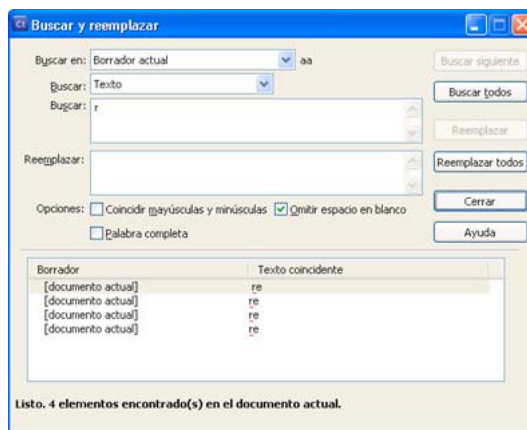 Ct Buscar y reemplazar
Buscar en: Borrador actual aa
Buscar siguiente
Buscar: Texto
Buscar todos
Buscar: r
Reemplazar
Reemplazar:
Reemplazar todos
Opciones: Coincidir mayúsculas y minúsculas Omitir espacio en blanco
Cerrar
Palabra completa
Ayuda
Borrador Texto coincidente
[documento actual] re
[documento actual] re
[documento actual] re
[documento actual] re
Listo. 4 elementos encontrado(s) en el documento actual.